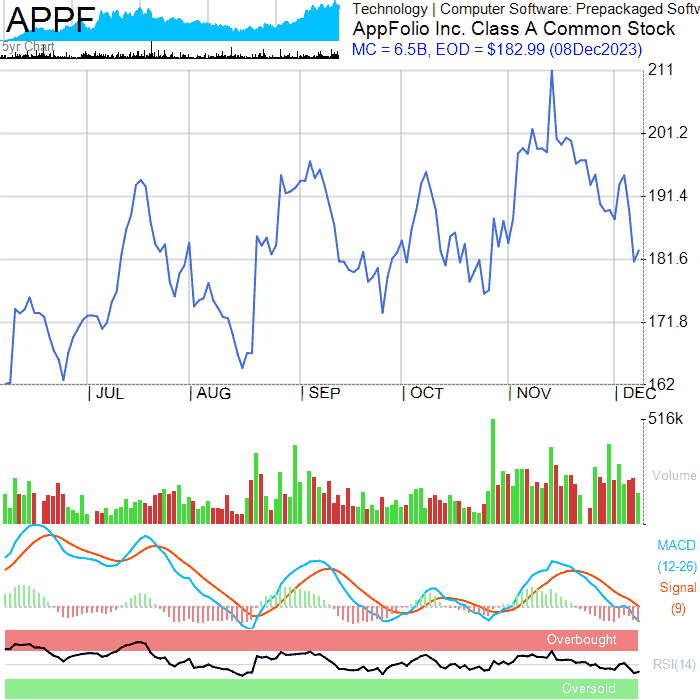 APPF
5yr Chart
Technology | Computer Software: Prepackaged Softw
AppFolio Inc. Class A Common Stock
MC = 6.5B, EOD = $182.99 (08Dec2023)
211
201.2
191.4
181.6
171.8
162
JUL AUG SEP OCT NOV DEC
516k
Volume
MACD
(12-26)
Signal
(9)
Overbought
RSI(14)
Oversold